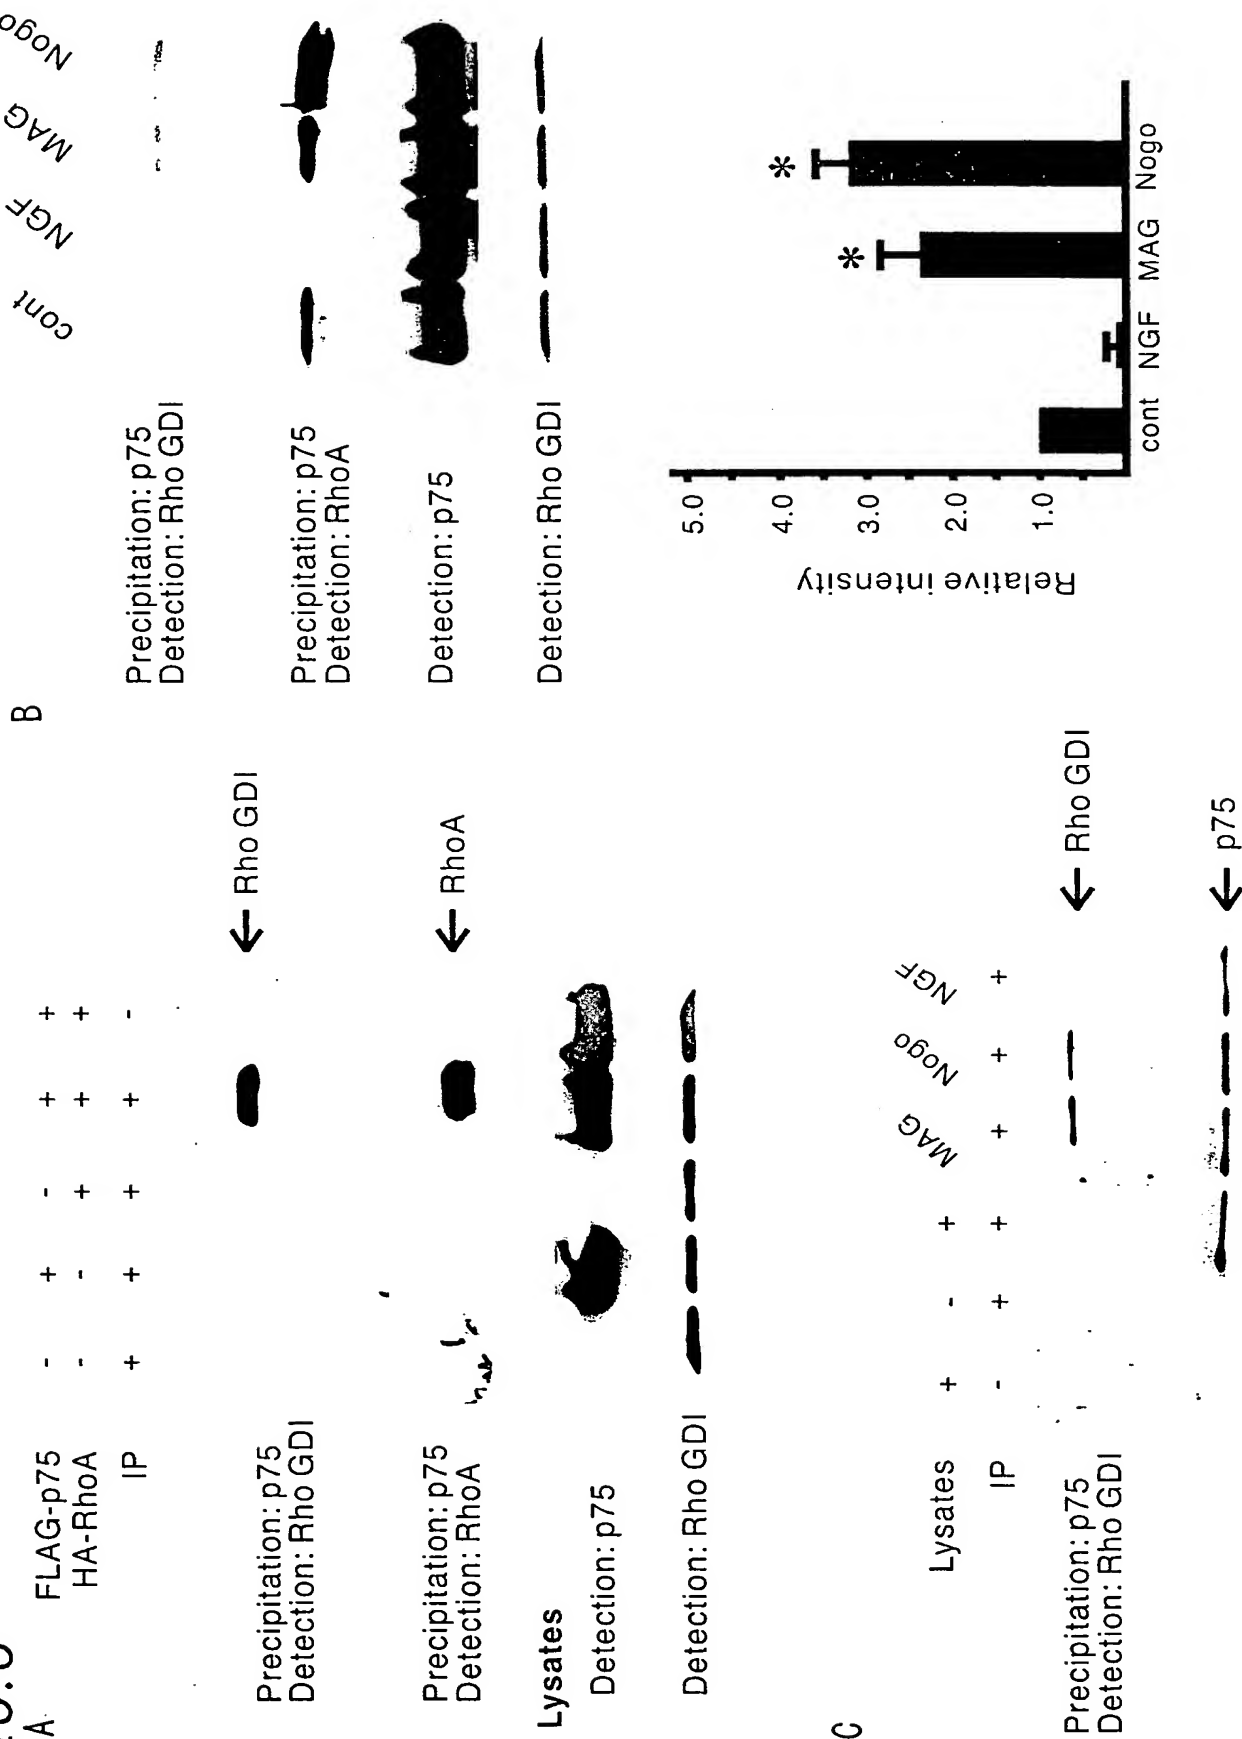 A
FLAG-p75 - + - + +
HA-RhoA - - + + +
IP + + + + -
Precipitation: p75
Detection: Rho GDI
← Rho GDI
Precipitation: p75
Detection: RhoA
← RhoA
Lysates
Detection: p75
Detection: Rho GDI
B
cont NGF MAG Nogo
Precipitation: p75
Detection: Rho GDI
Precipitation: p75
Detection: RhoA
Detection: p75
Detection: Rho GDI
Relative intensity
5.0
4.0
3.0
2.0
1.0
* *
cont NGF MAG Nogo
C
MAG Nogo NGF
Lysates + - +
IP - + + + + +
Precipitation: p75
Detection: Rho GDI
← Rho GDI
← p75